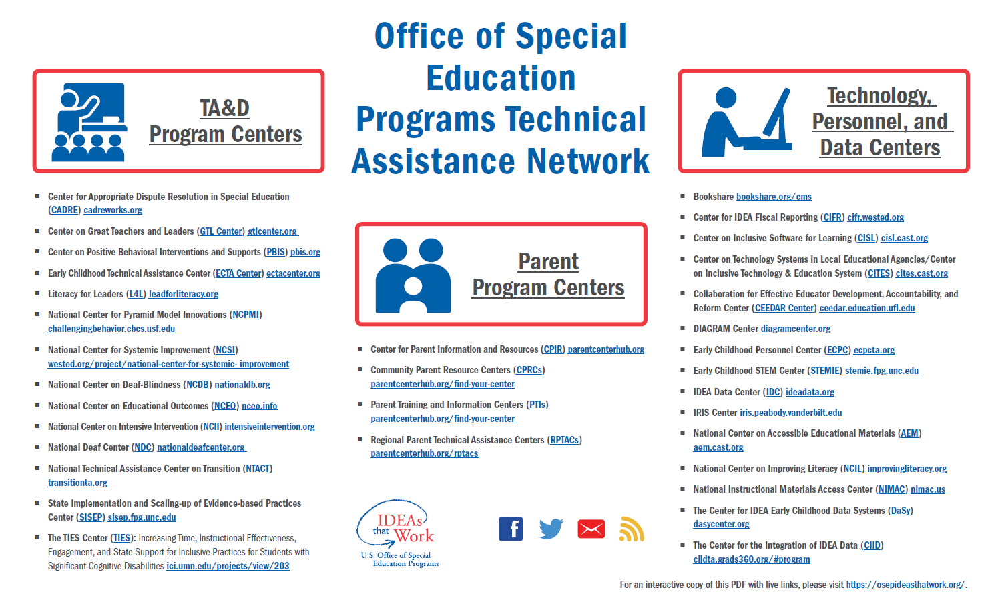 Office of Special
Education
Programs Technical
Assistance Network
TA&D
Program Centers
▪ Center for Appropriate Dispute Resolution in Special Education
(CADRE) cadreworks.org
▪ Center on Great Teachers and Leaders (GTL Center) gtlcenter.org
▪ Center on Positive Behavioral Interventions and Supports (PBIS) pbis.org
▪ Early Childhood Technical Assistance Center (ECTA Center) ectacenter.org
▪ Literacy for Leaders (L4L) leadforliteracy.org
▪ National Center for Pyramid Model Innovations (NCPMI)
challengingbehavior.cbcs.usf.edu
▪ National Center for Systemic Improvement (NCSI)
wested.org/project/national-center-for-systemic- improvement
▪ National Center on Deaf-Blindness (NCDB) nationaldb.org
▪ National Center on Educational Outcomes (NCEO) nceo.info
▪ National Center on Intensive Intervention (NCII) intensiveintervention.org
▪ National Deaf Center (NDC) nationaldeafcenter.org
▪ National Technical Assistance Center on Transition (NTACT)
transitionta.org
▪ State Implementation and Scaling-up of Evidence-based Practices
Center (SISEP) sisep.fpg.unc.edu
▪ The TIES Center (TIES): Increasing Time, Instructional Effectiveness,
Engagement, and State Support for Inclusive Practices for Students with
Significant Cognitive Disabilities ici.umn.edu/projects/view/203
Parent
Program Centers
▪ Center for Parent Information and Resources (CPIR) parentcenterhub.org
▪ Community Parent Resource Centers (CPRCs)
parentcenterhub.org/find-your-center
▪ Parent Training and Information Centers (PTIs)
parentcenterhub.org/find-your-center
▪ Regional Parent Technical Assistance Centers (RPTACs)
parentcenterhub.org/rptacs
IDEAs
that Work
U.S. Office of Special
Education Programs
Technology,
Personnel, and
Data Centers
▪ Bookshare bookshare.org/cms
▪ Center for IDEA Fiscal Reporting (CIFR) cifr.wested.org
▪ Center on Inclusive Software for Learning (CISL) cisl.cast.org
▪ Center on Technology Systems in Local Educational Agencies/Center
on Inclusive Technology & Education System (CITES) cites.cast.org
▪ Collaboration for Effective Educator Development, Accountability, and
Reform Center (CEEDAR Center) ceedar.education.ufl.edu
▪ DIAGRAM Center diagramcenter.org
▪ Early Childhood Personnel Center (ECPC) ecpcta.org
▪ Early Childhood STEM Center (STEMIE) stemie.fpg.unc.edu
▪ IDEA Data Center (IDC) ideadata.org
▪ IRIS Center iris.peabody.vanderbilt.edu
▪ National Center on Accessible Educational Materials (AEM)
aem.cast.org
▪ National Center on Improving Literacy (NCIL) improvingliteracy.org
▪ National Instructional Materials Access Center (NIMAC) nimac.us
▪ The Center for IDEA Early Childhood Data Systems (DaSy)
dasycenter.org
▪ The Center for the Integration of IDEA Data (CIID)
ciidta.grads360.org/#program
For an interactive copy of this PDF with live links, please visit https://osepideasthatwork.org/.